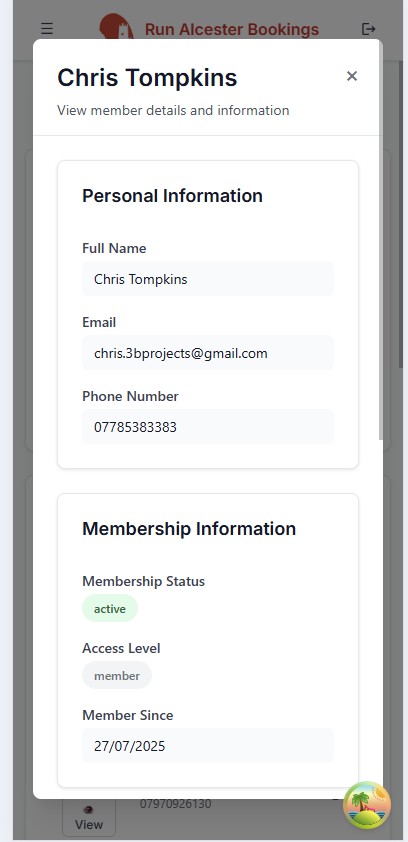 Run Alcester Bookings
Chris Tompkins
View member details and information
Personal Information
Full Name
Chris Tompkins
Email
chris.3bprojects@gmail.com
Phone Number
07785383383
Membership Information
Membership Status
active
Access Level
member
Member Since
27/07/2025
07970926130
View